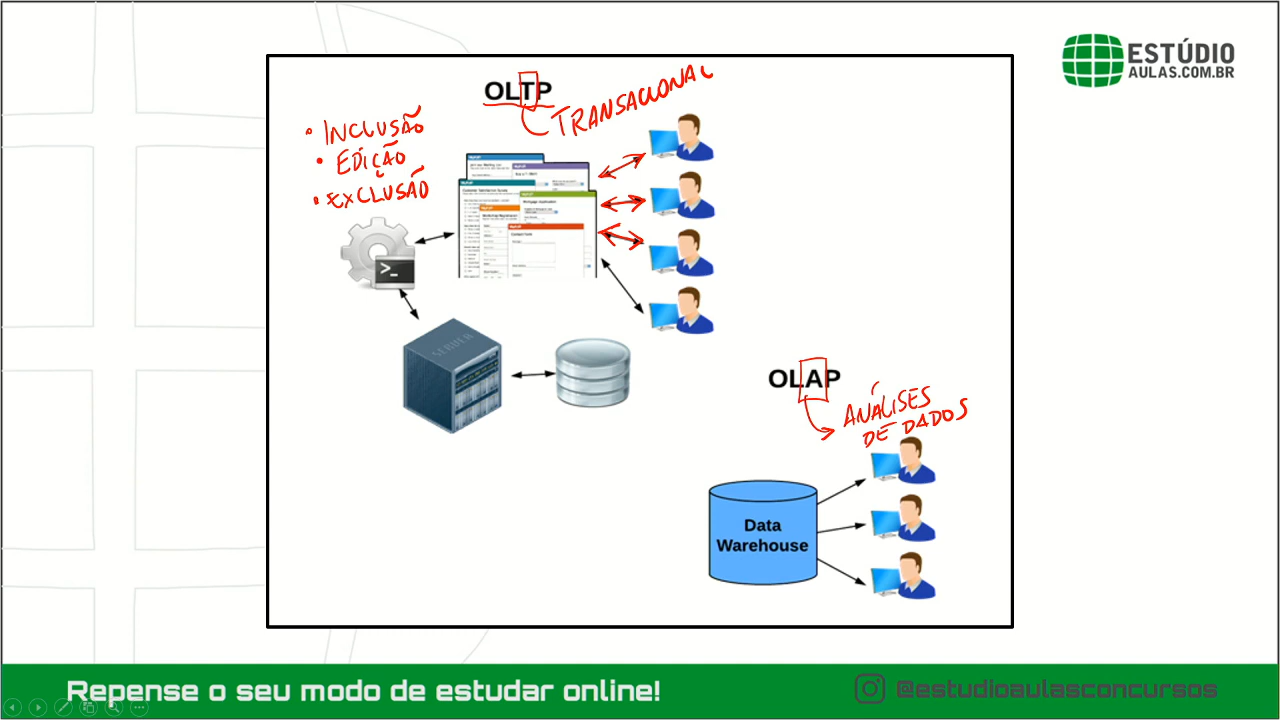 ESTÚDIO
AULAS.COM.BR
OLTP
TRANSACIONAL
• INCLUSÃO
• EDIÇÃO
• EXCLUSÃO
>_
SERVER
OLAP
ANÁLISES
DE DADOS
Data
Warehouse
Repense o seu modo de estudar online!
@estudioaulasconcursos